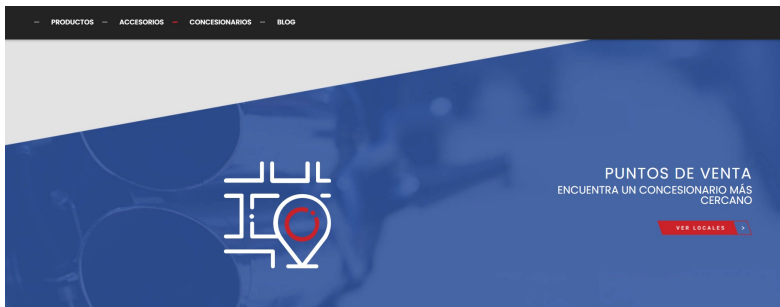 — PRODUCTOS — ACCESORIOS — CONCESIONARIOS — BLOG
PUNTOS DE VENTA
ENCUENTRA UN CONCESIONARIO MÁS
CERCANO
VER LOCALES >